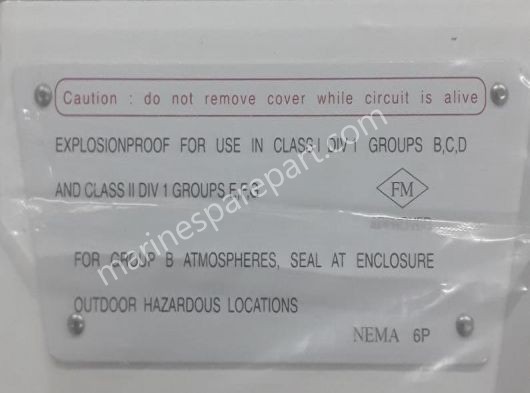 Caution : do not remove cover while circuit is alive
EXPLOSIONPROOF FOR USE IN CLASS I DIV 1 GROUPS B,C,D
AND CLASS II DIV 1 GROUPS E,F,G
FM
APPROVED
FOR GROUP B ATMOSPHERES, SEAL AT ENCLOSURE
OUTDOOR HAZARDOUS LOCATIONS
NEMA 6P
marinesparepart.com